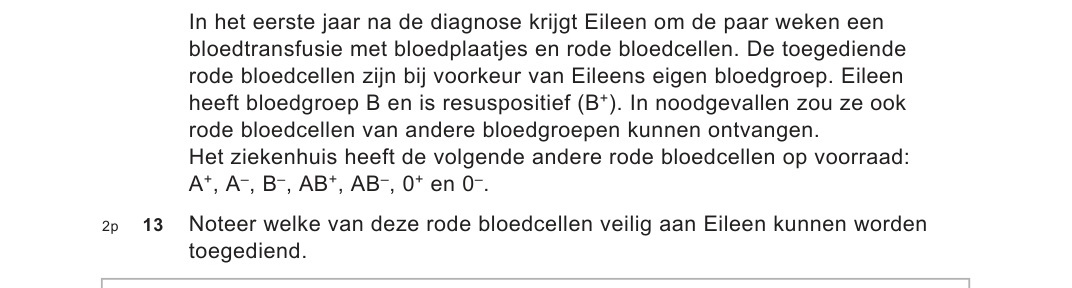 In het eerste jaar na de diagnose krijgt Eileen om de paar weken een
bloedtransfusie met bloedplaatjes en rode bloedcellen. De toegediende
rode bloedcellen zijn bij voorkeur van Eileens eigen bloedgroep. Eileen
heeft bloedgroep B en is resuspositief (B⁺). In noodgevallen zou ze ook
rode bloedcellen van andere bloedgroepen kunnen ontvangen.
Het ziekenhuis heeft de volgende andere rode bloedcellen op voorraad:
A⁺, A⁻, B⁻, AB⁺, AB⁻, 0⁺ en 0⁻.
2p 13 Noteer welke van deze rode bloedcellen veilig aan Eileen kunnen worden
toegediend.